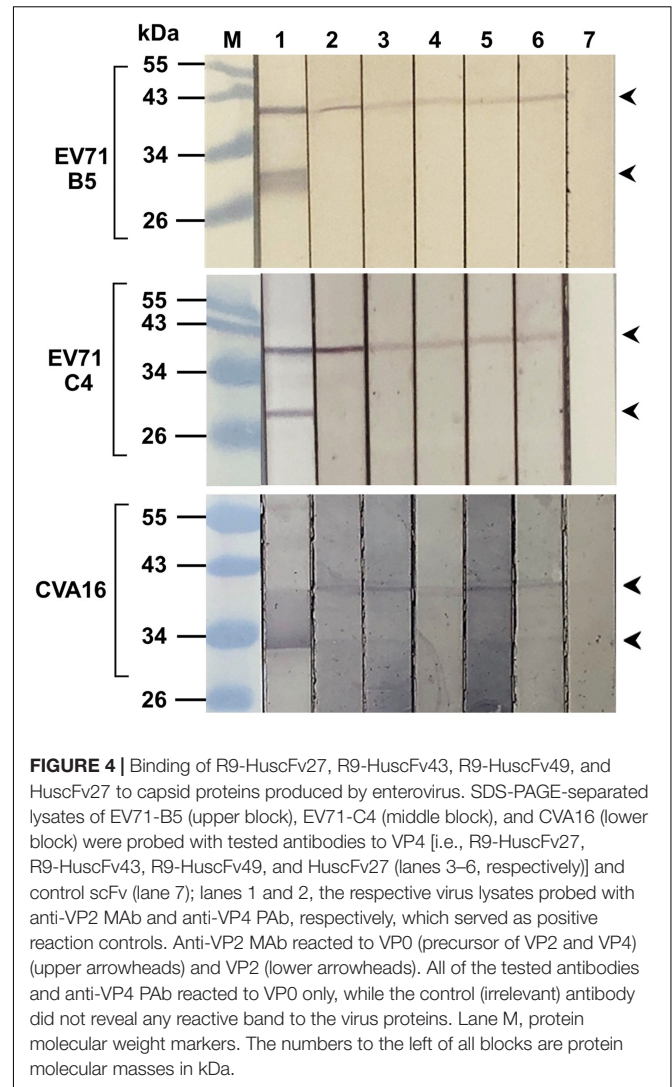 kDa M 1 2 3 4 5 6 7
55
43
EV71
B5
34
26
55
43
EV71
C4
34
26
55
43
CVA16
34
26
FIGURE 4 | Binding of R9-HuscFv27, R9-HuscFv43, R9-HuscFv49, and
HuscFv27 to capsid proteins produced by enterovirus. SDS-PAGE-separated
lysates of EV71-B5 (upper block), EV71-C4 (middle block), and CVA16 (lower
block) were probed with tested antibodies to VP4 [i.e., R9-HuscFv27,
R9-HuscFv43, R9-HuscFv49, and HuscFv27 (lanes 3–6, respectively)] and
control scFv (lane 7); lanes 1 and 2, the respective virus lysates probed with
anti-VP2 MAb and anti-VP4 PAb, respectively, which served as positive
reaction controls. Anti-VP2 MAb reacted to VP0 (precursor of VP2 and VP4)
(upper arrowheads) and VP2 (lower arrowheads). All of the tested antibodies
and anti-VP4 PAb reacted to VP0 only, while the control (irrelevant) antibody
did not reveal any reactive band to the virus proteins. Lane M, protein
molecular weight markers. The numbers to the left of all blocks are protein
molecular masses in kDa.